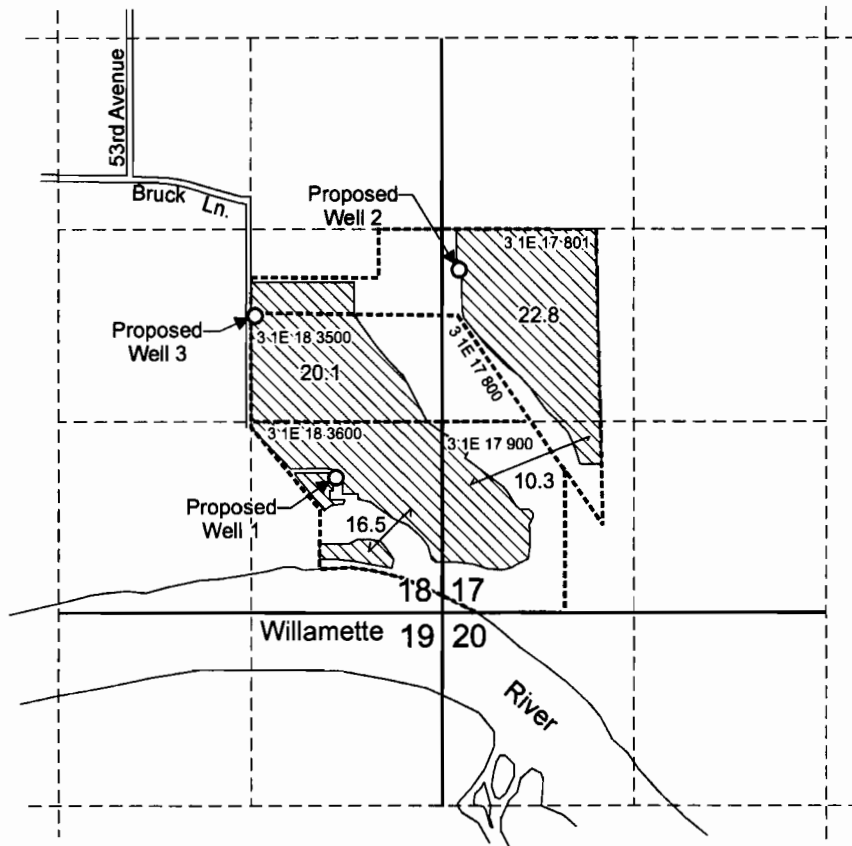 53rd Avenue
Bruck Ln.
Proposed
Well 2
3 1E 17 801
22.8
Proposed
Well 3
3 1E 18 3500
3 1E 17 800
20.1
3 1E 18 3600
3 1E 17 900
10.3
Proposed
Well 1
16.5
18 17
Willamette 19 20
River